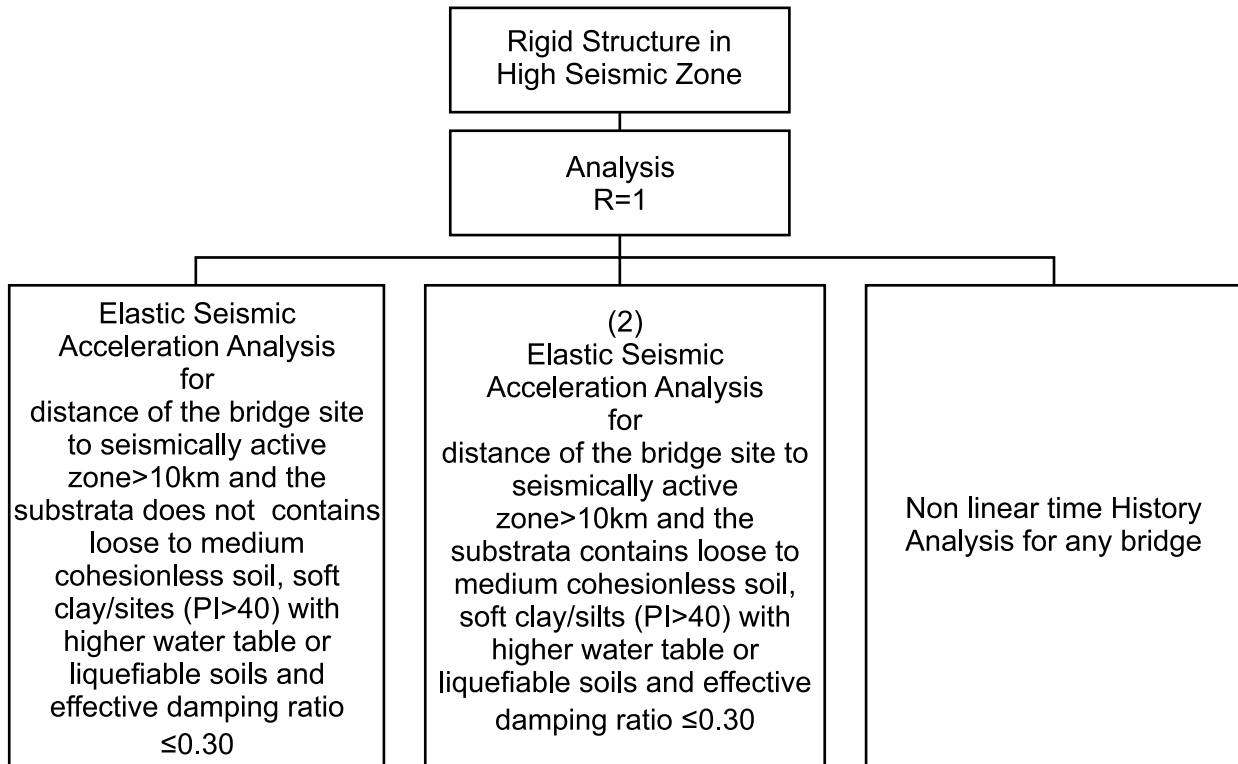 Rigid Structure in
High Seismic Zone
Analysis
R=1
Elastic Seismic
Acceleration Analysis
for
distance of the bridge site
to seismically active
zone>10km and the
substrata does not contains
loose to medium
cohesionless soil, soft
clay/sites (PI>40) with
higher water table or
liquefiable soils and
effective damping ratio
≤0.30
(2)
Elastic Seismic
Acceleration Analysis
for
distance of the bridge site to
seismically active
zone>10km and the
substrata contains loose to
medium cohesionless soil,
soft clay/silts (PI>40) with
higher water table or
liquefiable soils and effective
damping ratio ≤0.30
Non linear time History
Analysis for any bridge